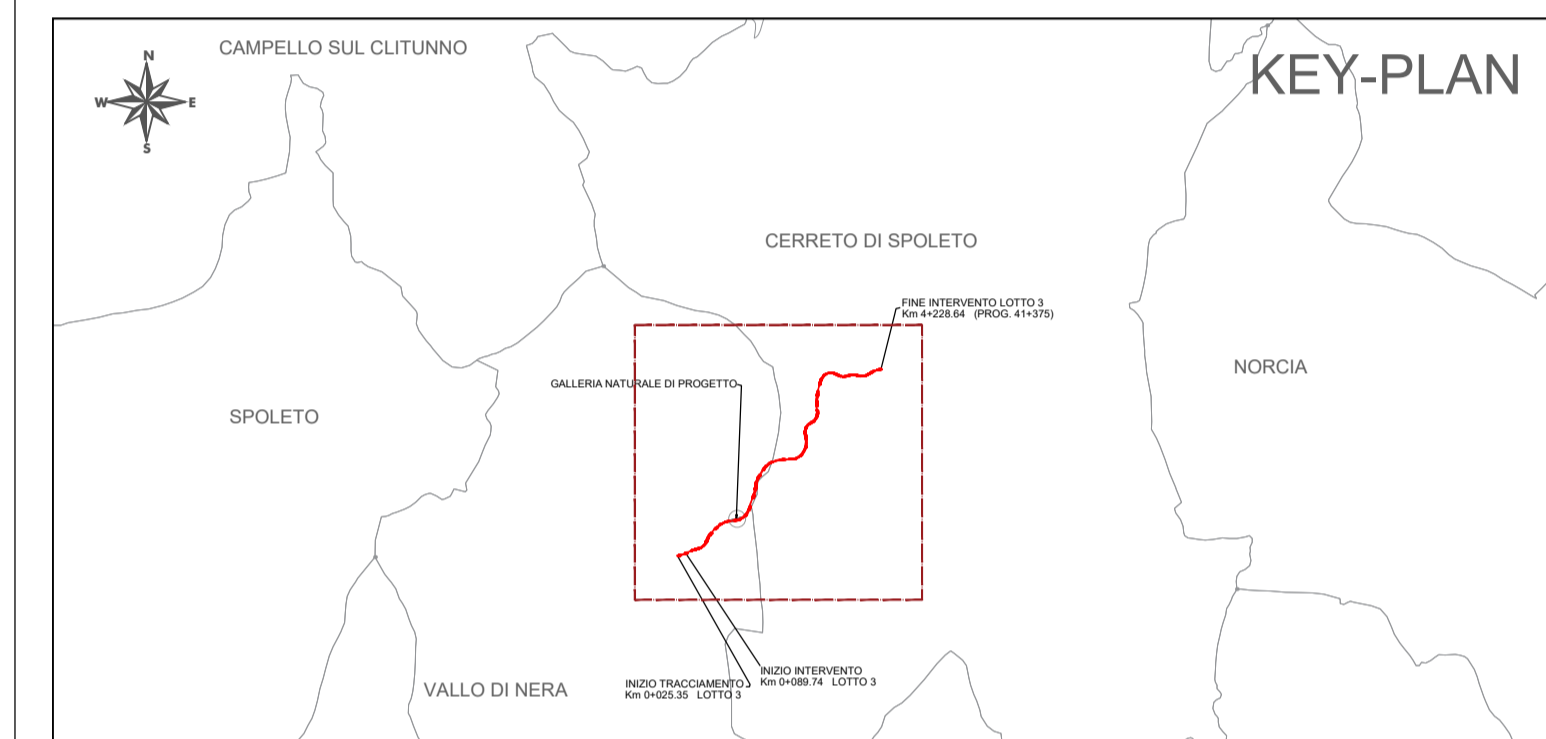 CAMPELLO SUL CLITUNNO
KEY-PLAN
N
W E
S
CERRETO DI SPOLETO
FINE INTERVENTO LOTTO 3
Km 4+228.64 (PROG. 41+375)
NORCIA
GALLERIA NATURALE DI PROGETTO
SPOLETO
INIZIO INTERVENTO
Km 0+089.74 LOTTO 3
INIZIO TRACCIAMENTO
Km 0+025.35 LOTTO 3
VALLO DI NERA